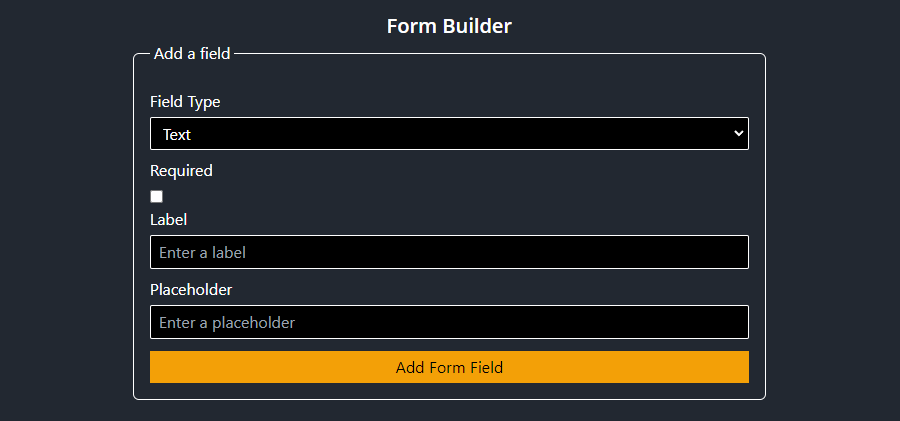 Form Builder
Add a field
Field Type
Text
Required
Label
Enter a label
Placeholder
Enter a placeholder
Add Form Field